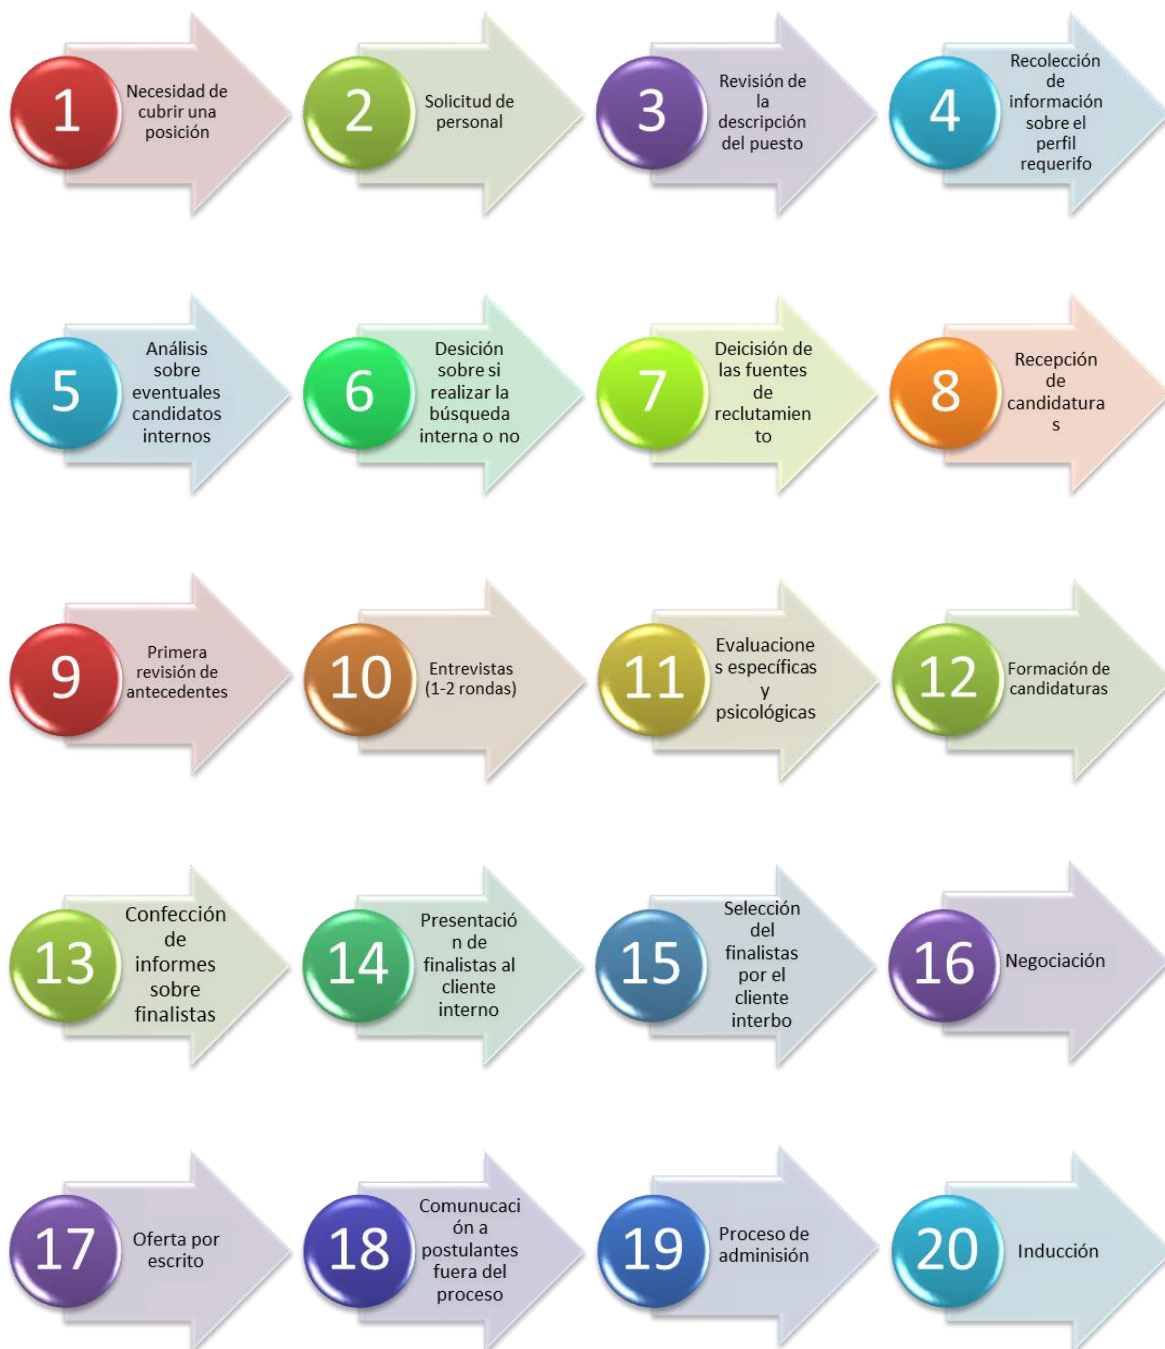 1
Necesidad de
cubrir una
posición
2
Solicitud de
personal
3
Revisión de
la
descripción
del puesto
4
Recolección
de
información
sobre el
perfil
requerifo
5
Análisis
sobre
eventuales
candidatos
internos
6
Desición
sobre si
realizar la
búsqueda
interna o no
7
Deicisión de
las fuentes
de
reclutamien
to
8
Recepción
de
candidatura
s
9
Primera
revisión de
antecedentes
10
Entrevistas
(1-2 rondas)
11
Evaluacione
s específicas
y
psicológicas
12
Formación de
candidaturas
13
Confección
de
informes
sobre
finalistas
14
Presentació
n de
finalistas al
cliente
interno
15
Selección
del
finalistas
por el
cliente
interbo
16
Negociación
17
Oferta por
escrito
18
Comunucaci
ón a
postulantes
fuera del
proceso
19
Proceso de
adminisión
20
Inducción